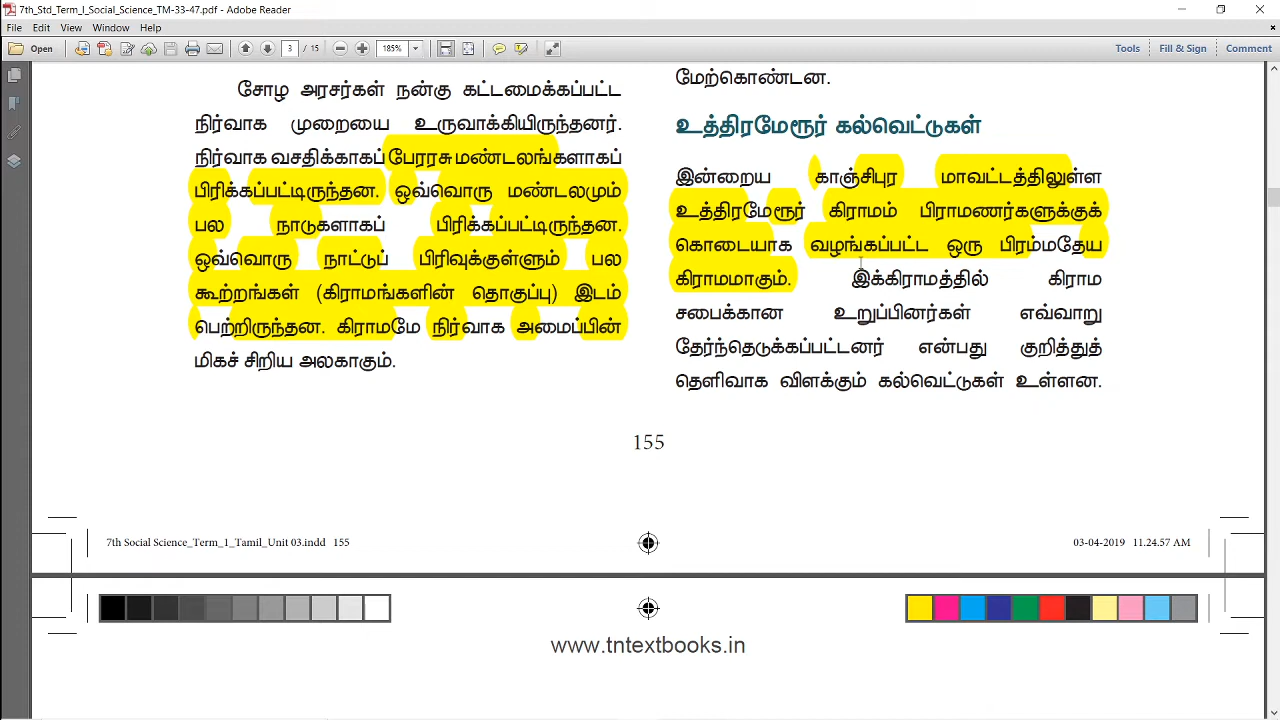 7th_Std_Term_I_Social_Science_TM-33-47.pdf - Adobe Reader
File Edit View Window Help
Open 3 / 15 185% Tools Fill & Sign Comment
சோழ அரசர்கள் நன்கு கட்டமைக்கப்பட்ட
நிர்வாக முறையை உருவாக்கியிருந்தனர்.
நிர்வாக வசதிக்காகப் பேரரசு மண்டலங்களாகப்
பிரிக்கப்பட்டிருந்தன. ஒவ்வொரு மண்டலமும்
பல நாடுகளாகப் பிரிக்கப்பட்டிருந்தன.
ஒவ்வொரு நாட்டுப் பிரிவுக்குள்ளும் பல
கூற்றங்கள் (கிராமங்களின் தொகுப்பு) இடம்
பெற்றிருந்தன. கிராமமே நிர்வாக அமைப்பின்
மிகச் சிறிய அலகாகும்.
மேற்கொண்டன.
உத்திரமேரூர் கல்வெட்டுகள்
இன்றைய காஞ்சிபுர மாவட்டத்திலுள்ள
உத்திரமேரூர் கிராமம் பிராமணர்களுக்குக்
கொடையாக வழங்கப்பட்ட ஒரு பிரம்மதேய
கிராமமாகும். இக்கிராமத்தில் கிராம
சபைக்கான உறுப்பினர்கள் எவ்வாறு
தேர்ந்தெடுக்கப்பட்டனர் என்பது குறித்துத்
தெளிவாக விளக்கும் கல்வெட்டுகள் உள்ளன.
155
7th Social Science_Term_1_Tamil_Unit 03.indd 155
03-04-2019 11.24.57 AM
www.tntextbooks.in